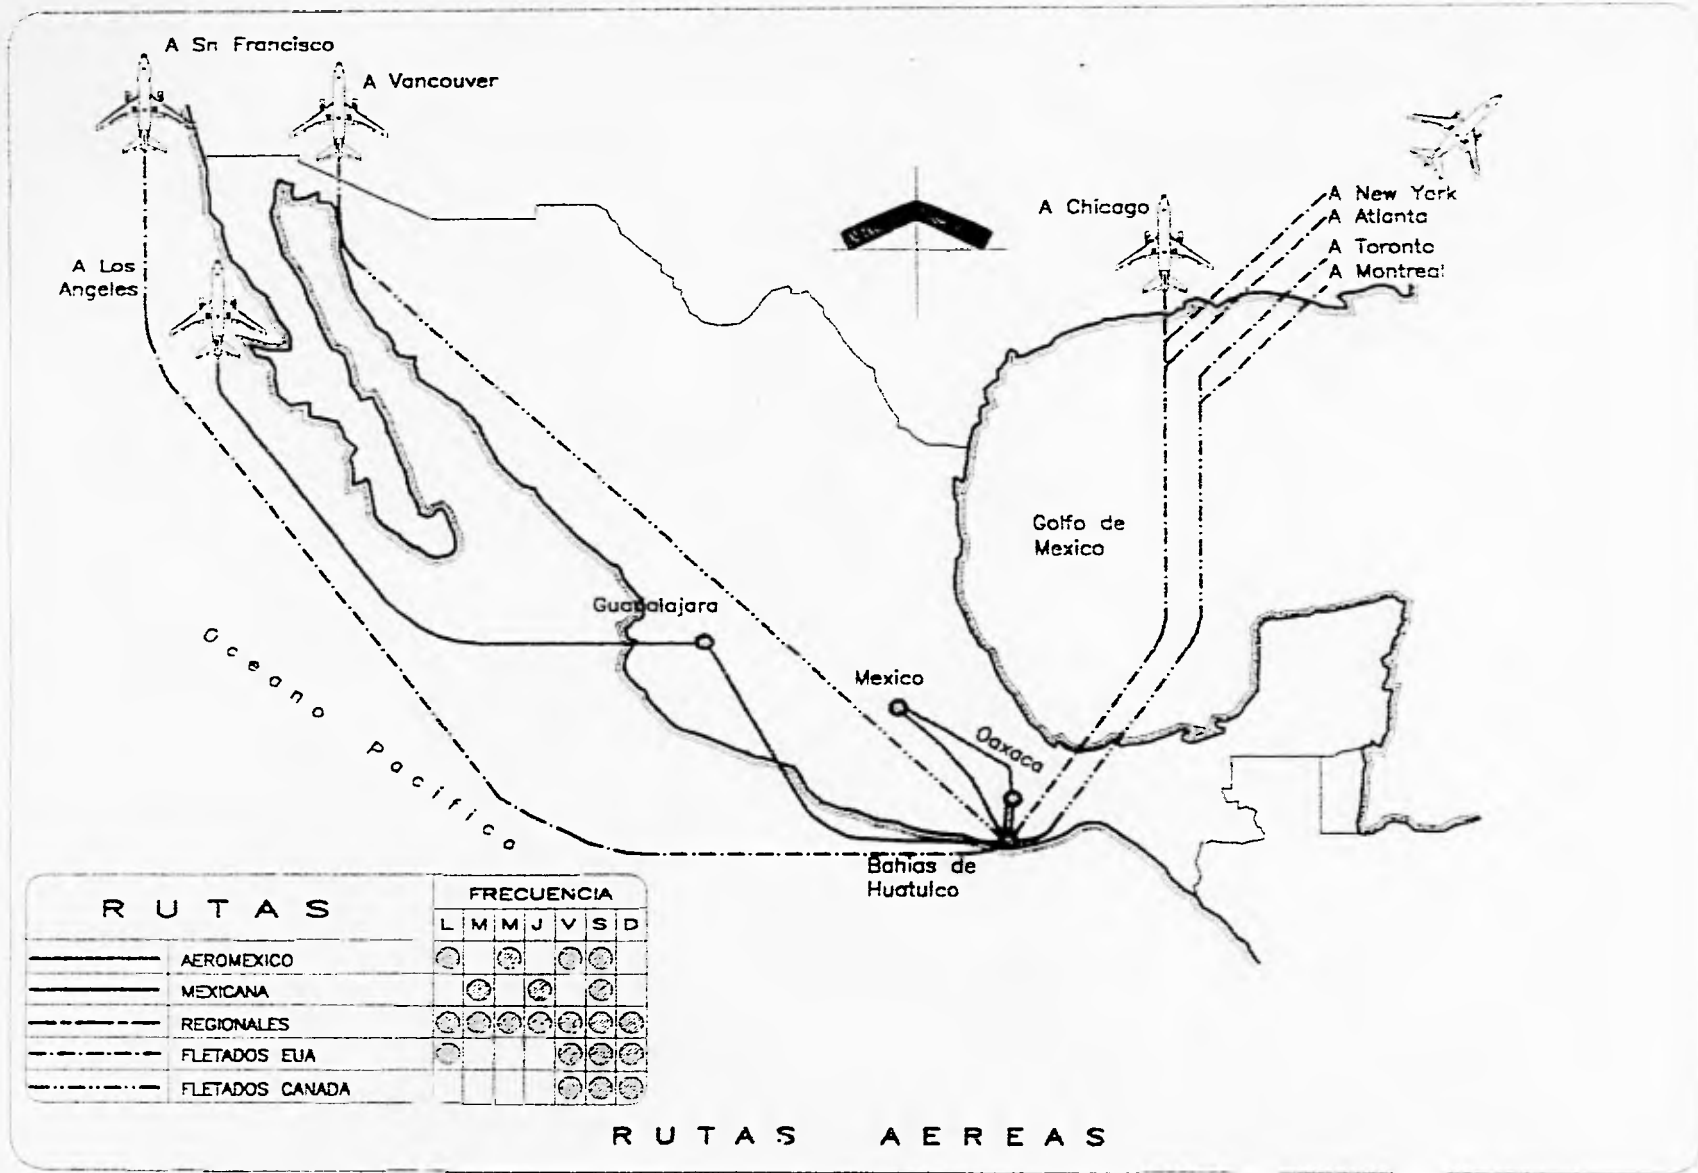 A Sn Francisco
A Vancouver
A New York
A Chicago
A Atlanta
A Toronto
A Los
Angeles
A Montreal
Golfo de
Mexico
Guadalajara
Oceano Pacifico
Mexico
Oaxaca
Bahias de
Huatulco
RUTAS
FRECUENCIA
L M M J V S D
AEROMEXICO
MEXICANA
REGIONALES
FLETADOS EUA
FLETADOS CANADA
RUTAS AEREAS